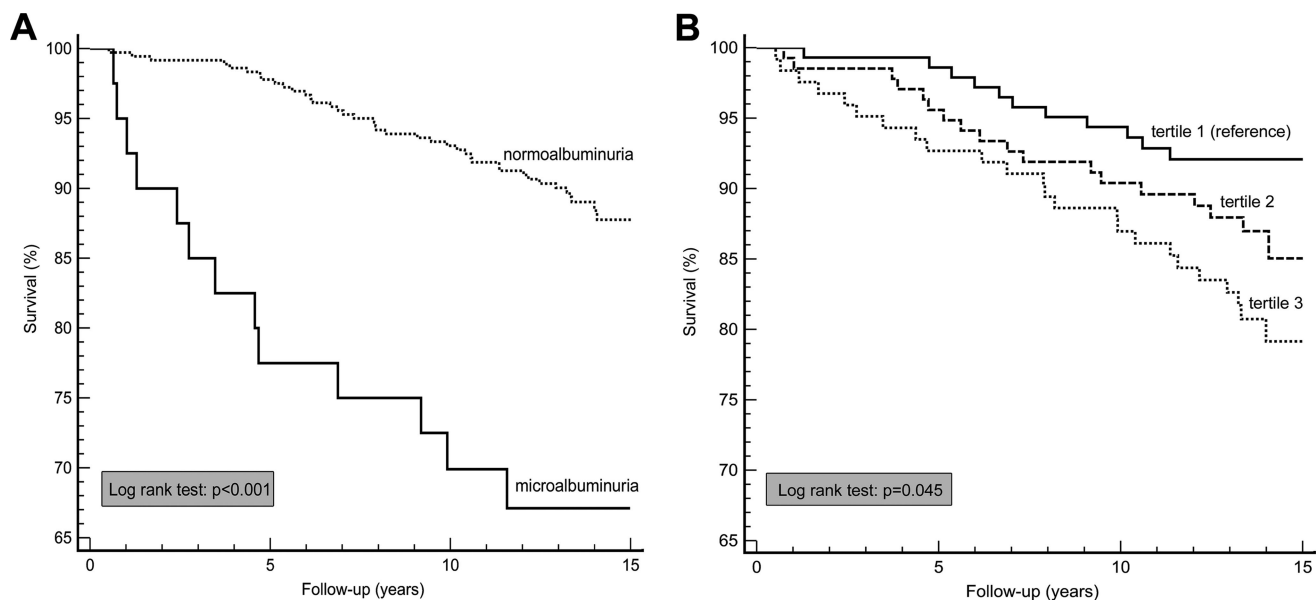 A
100
95
90
85
80
75
70
65
Survival (%)
normoalbuminuria
microalbuminuria
Log rank test: p<0.001
0
5
10
15
Follow-up (years)
B
100
95
90
85
80
75
70
65
Survival (%)
tertile 1 (reference)
tertile 2
tertile 3
Log rank test: p=0.045
0
5
10
15
Follow-up (years)